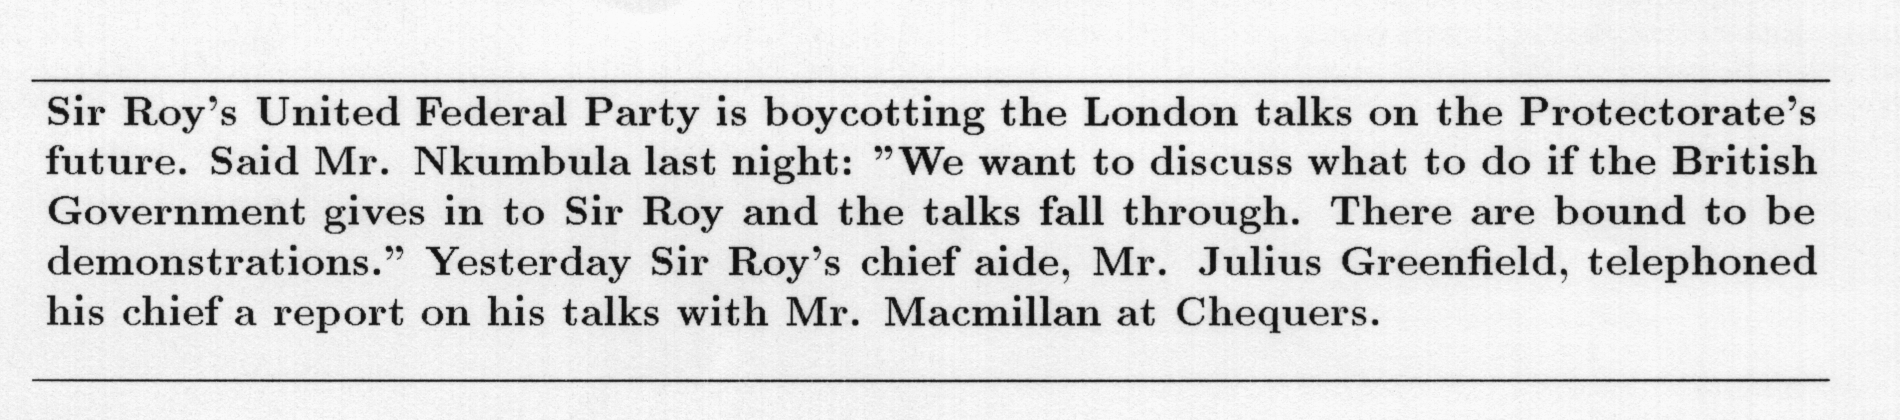 Sir Roy's United Federal Party is boycotting the London talks on the Protectorate's
future. Said Mr. Nkumbula last night: ”We want to discuss what to do if the British
Government gives in to Sir Roy and the talks fall through. There are bound to be
demonstrations.” Yesterday Sir Roy's chief aide, Mr. Julius Greenfield, telephoned
his chief a report on his talks with Mr. Macmillan at Chequers.